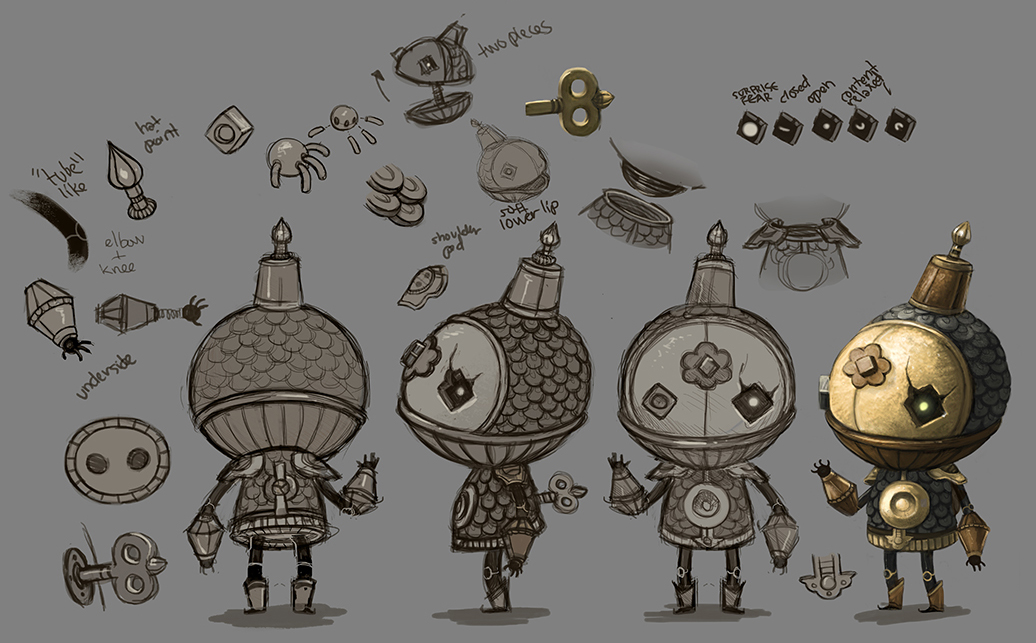 two pieces
SURPRISE
FEAR
closed
open
content
relaxed
hat
point
"tube"
like
elbow
+
knee
soft
lower lip
shoulder
pad
underside